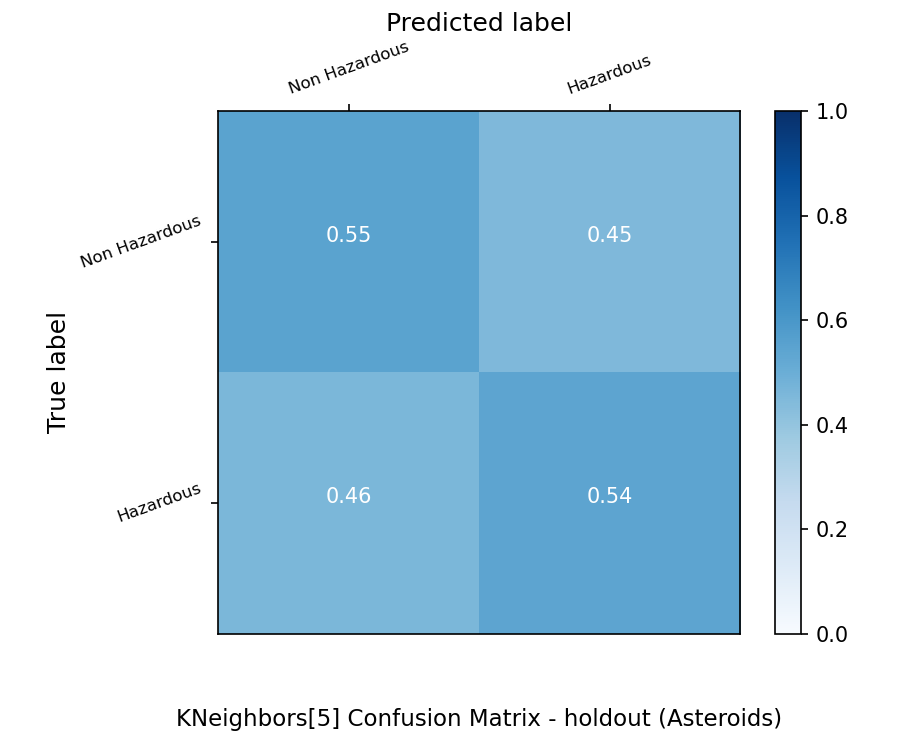 Predicted label
Non Hazardous
Hazardous
1.0
0.8
0.6
0.4
0.2
0.0
True label
Non Hazardous
0.55
0.45
Hazardous
0.46
0.54
KNeighbors[5] Confusion Matrix - holdout (Asteroids)